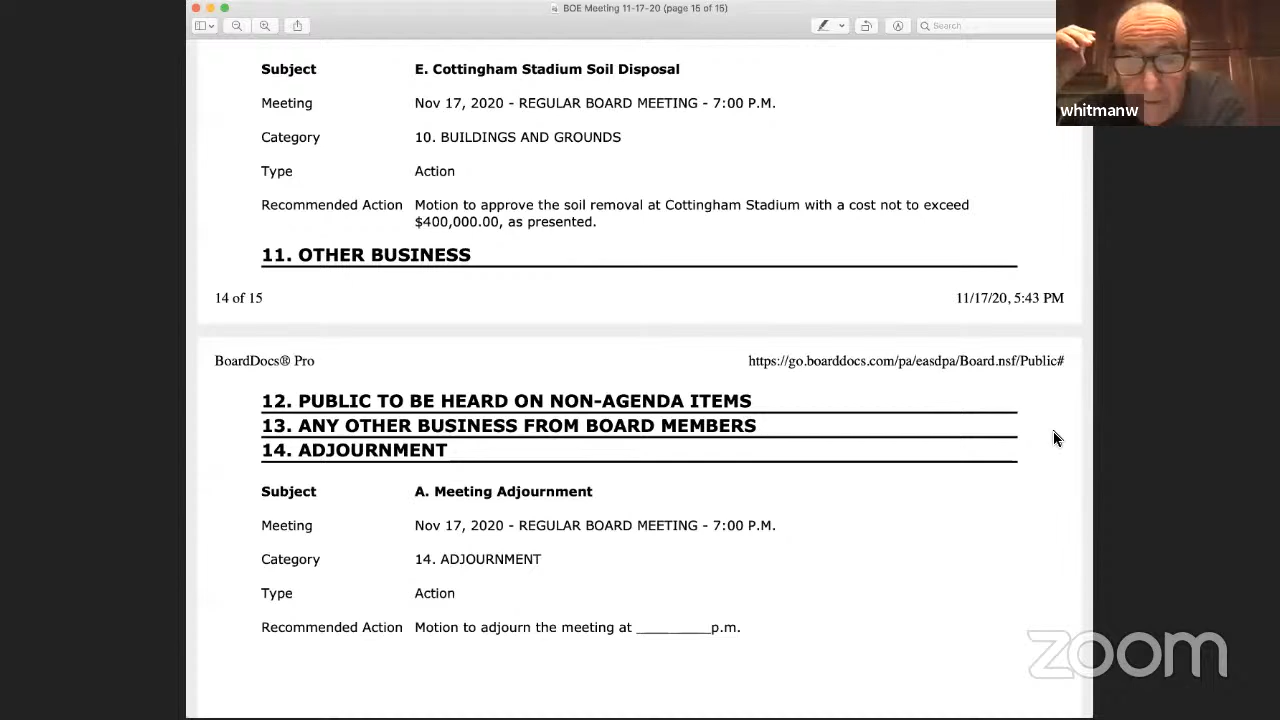 BOE Meeting 11-17-20 (page 15 of 15)
Search
whitmanw
Subject E. Cottingham Stadium Soil Disposal
Meeting Nov 17, 2020 - REGULAR BOARD MEETING - 7:00 P.M.
Category 10. BUILDINGS AND GROUNDS
Type Action
Recommended Action Motion to approve the soil removal at Cottingham Stadium with a cost not to exceed
$400,000.00, as presented.
11. OTHER BUSINESS
14 of 15 11/17/20, 5:43 PM
BoardDocs® Pro https://go.boarddocs.com/pa/easdpa/Board.nsf/Public#
12. PUBLIC TO BE HEARD ON NON-AGENDA ITEMS
13. ANY OTHER BUSINESS FROM BOARD MEMBERS
14. ADJOURNMENT
Subject A. Meeting Adjournment
Meeting Nov 17, 2020 - REGULAR BOARD MEETING - 7:00 P.M.
Category 14. ADJOURNMENT
Type Action
Recommended Action Motion to adjourn the meeting at __________p.m.
zoom